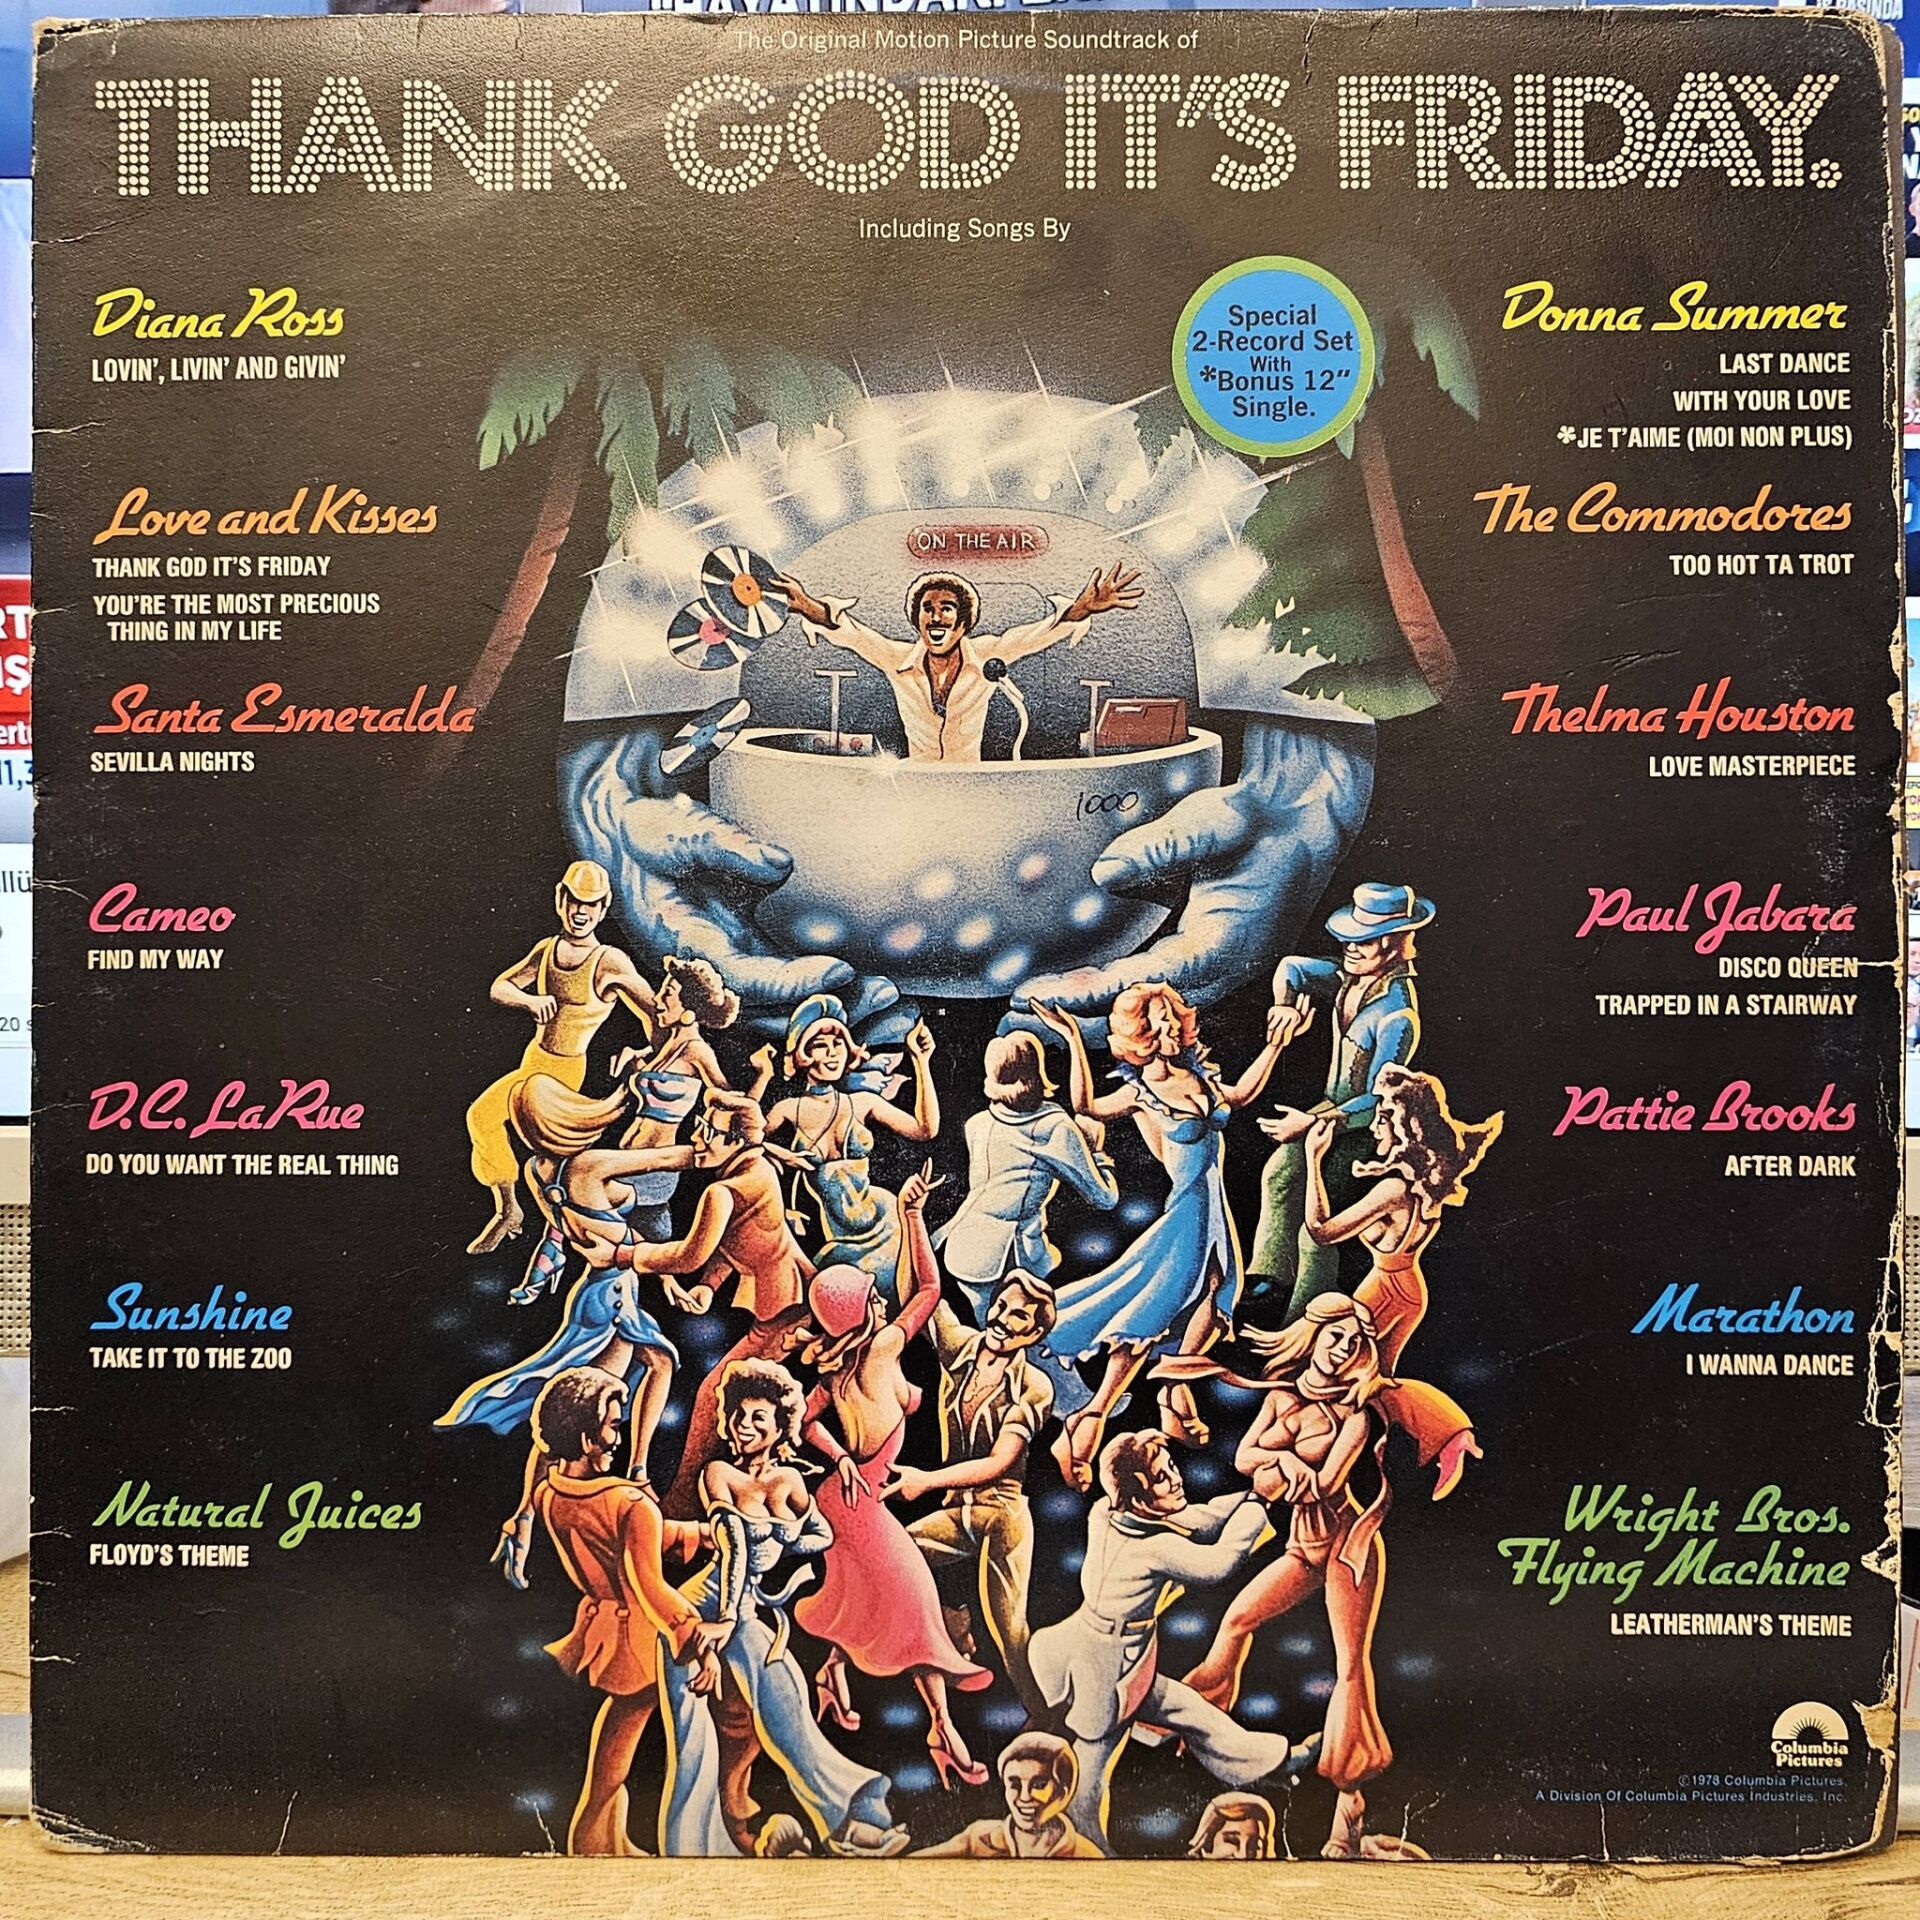 The Original Motion Picture Soundtrack of
THANK GOD IT'S FRIDAY.
Including Songs By
Diana Ross
LOVIN', LIVIN' AND GIVIN'
Love and Kisses
THANK GOD IT'S FRIDAY
YOU'RE THE MOST PRECIOUS
THING IN MY LIFE
Santa Esmeralda
SEVILLA NIGHTS
Cameo
FIND MY WAY
D.C. LaRue
DO YOU WANT THE REAL THING
Sunshine
TAKE IT TO THE ZOO
Natural Juices
FLOYD'S THEME
Special
2-Record Set
With
*Bonus 12"
Single.
ON THE AIR
1000
Donna Summer
LAST DANCE
WITH YOUR LOVE
*JE T'AIME (MOI NON PLUS)
The Commodores
TOO HOT TA TROT
Thelma Houston
LOVE MASTERPIECE
Paul Jabara
DISCO QUEEN
TRAPPED IN A STAIRWAY
Pattie Brooks
AFTER DARK
Marathon
I WANNA DANCE
Wright Bros.
Flying Machine
LEATHERMAN'S THEME
Columbia
Pictures
©1978 Columbia Pictures.
A Division Of Columbia Pictures Industries, Inc.